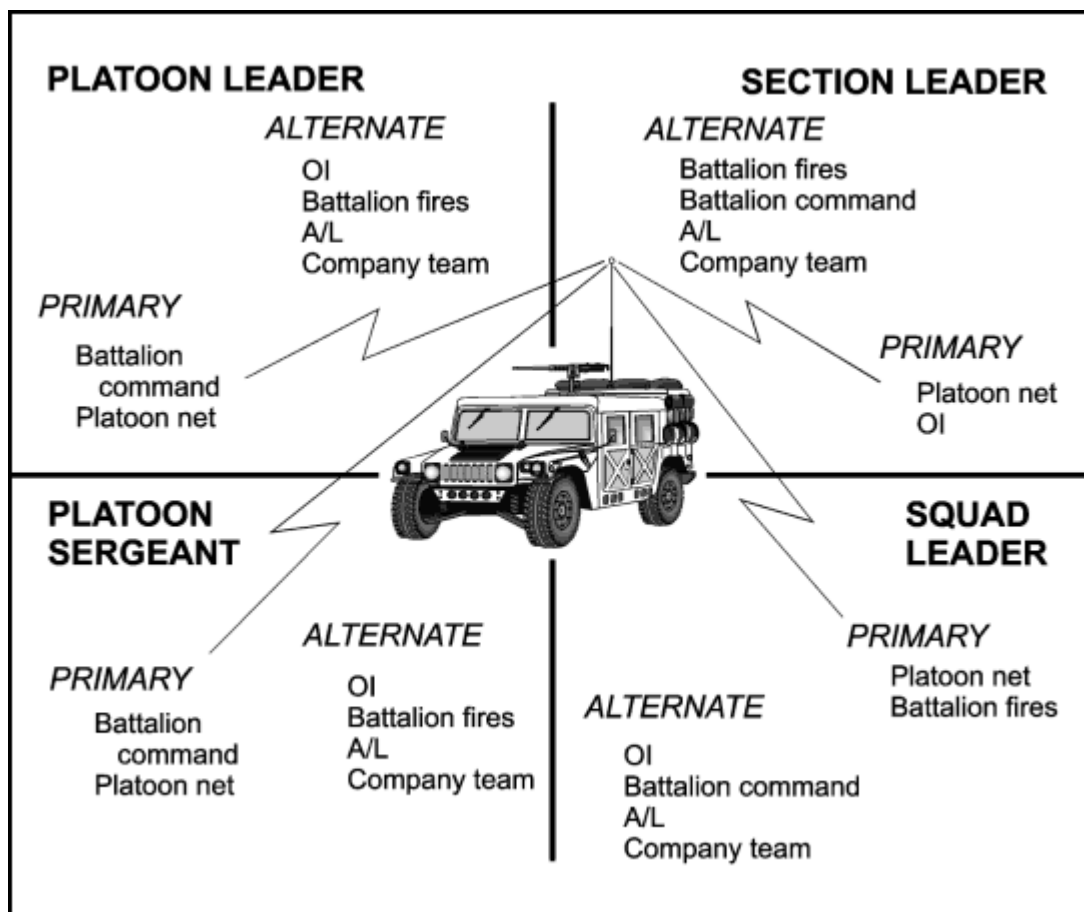 PLATOON LEADER
ALTERNATE
OI
Battalion fires
A/L
Company team
PRIMARY
Battalion
command
Platoon net
SECTION LEADER
ALTERNATE
Battalion fires
Battalion command
A/L
Company team
PRIMARY
Platoon net
OI
PLATOON
SERGEANT
PRIMARY
Battalion
command
Platoon net
ALTERNATE
OI
Battalion fires
A/L
Company team
SQUAD
LEADER
PRIMARY
Platoon net
Battalion fires
ALTERNATE
OI
Battalion command
A/L
Company team